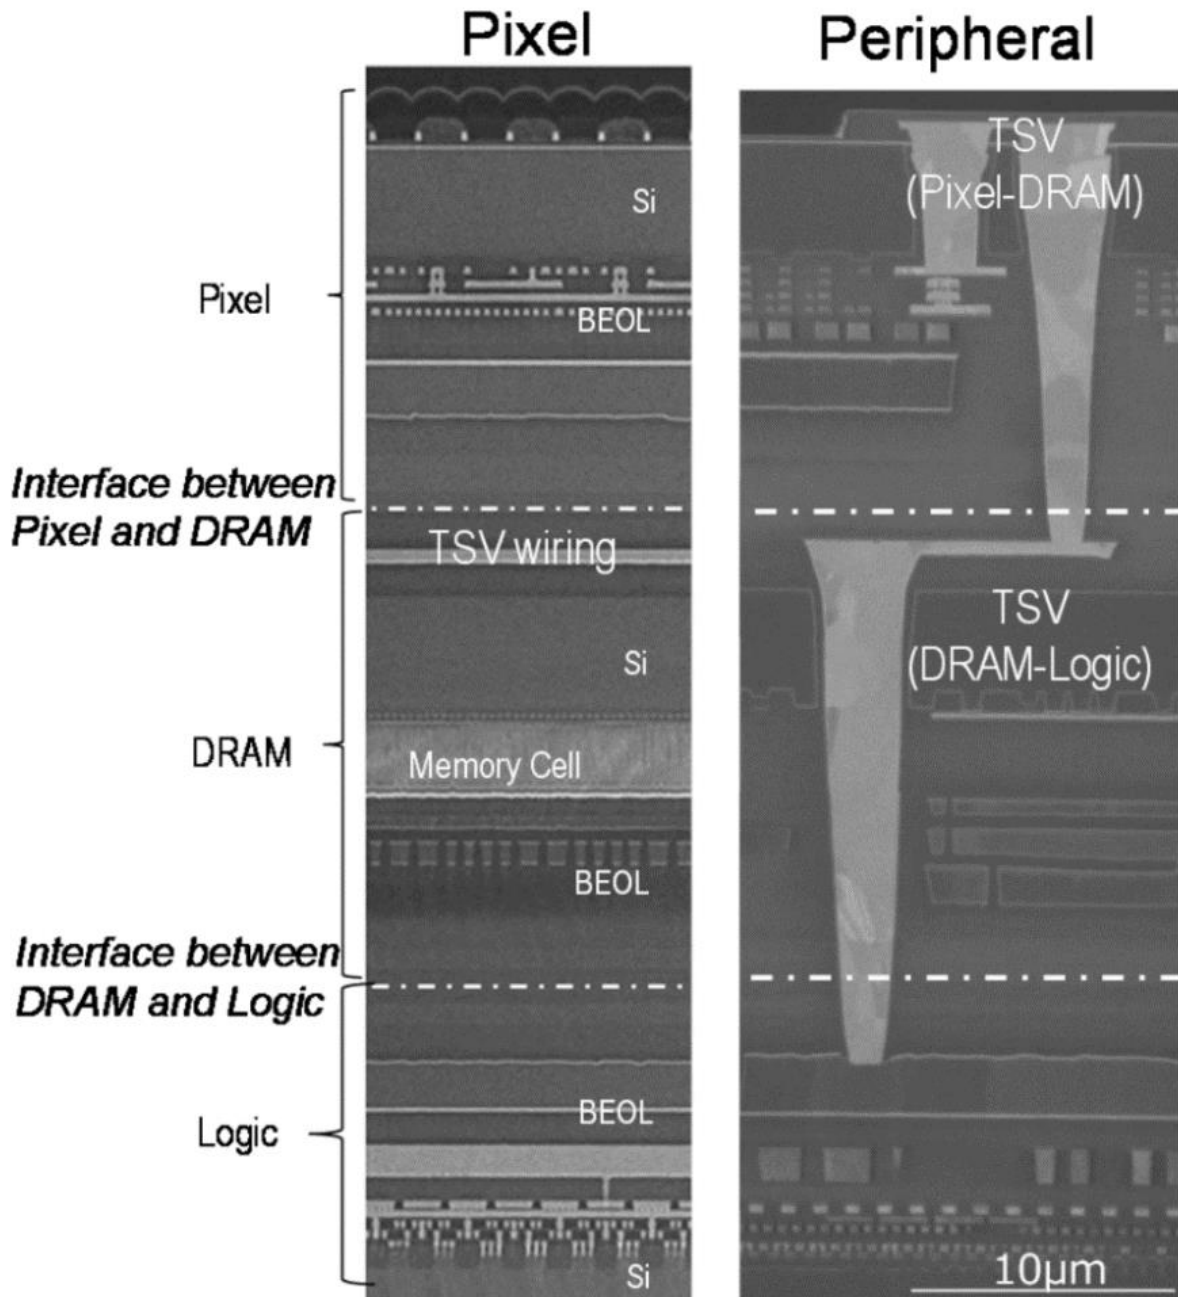 Pixel
Peripheral
TSV
(Pixel-DRAM)
Si
Pixel
BEOL
Interface between
Pixel and DRAM
TSV wiring
TSV
(DRAM-Logic)
Si
DRAM
Memory Cell
BEOL
Interface between
DRAM and Logic
BEOL
Logic
Si
10μm